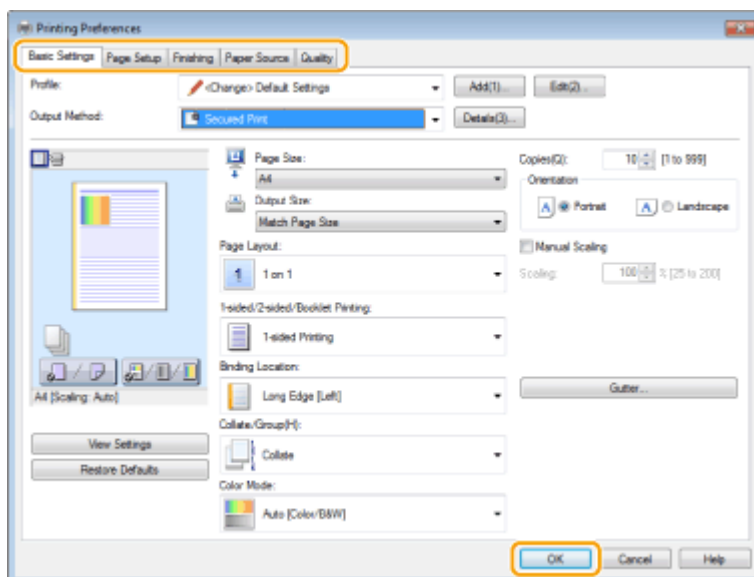 Printing Preferences
Basic Settings Page Setup Finishing Paper Source Quality
Profile: <Change> Default Settings Add(1)... Edit(2)...
Output Method: Secured Print Details(3)...
Page Size:
A4
Output Size:
Match Page Size
Page Layout:
1 1 on 1
1-sided/2-sided/Booklet Printing:
1-sided Printing
Binding Location:
Long Edge [Left]
Collate/Group(H):
Collate
Color Mode:
Auto [Color/B&W]
A4 [Scaling: Auto]
View Settings
Restore Defaults
Copies(Q): 10 [1 to 999]
Orientation
A Portrait A Landscape
Manual Scaling
Scaling: 100 % [25 to 200]
Gutter...
OK Cancel Help